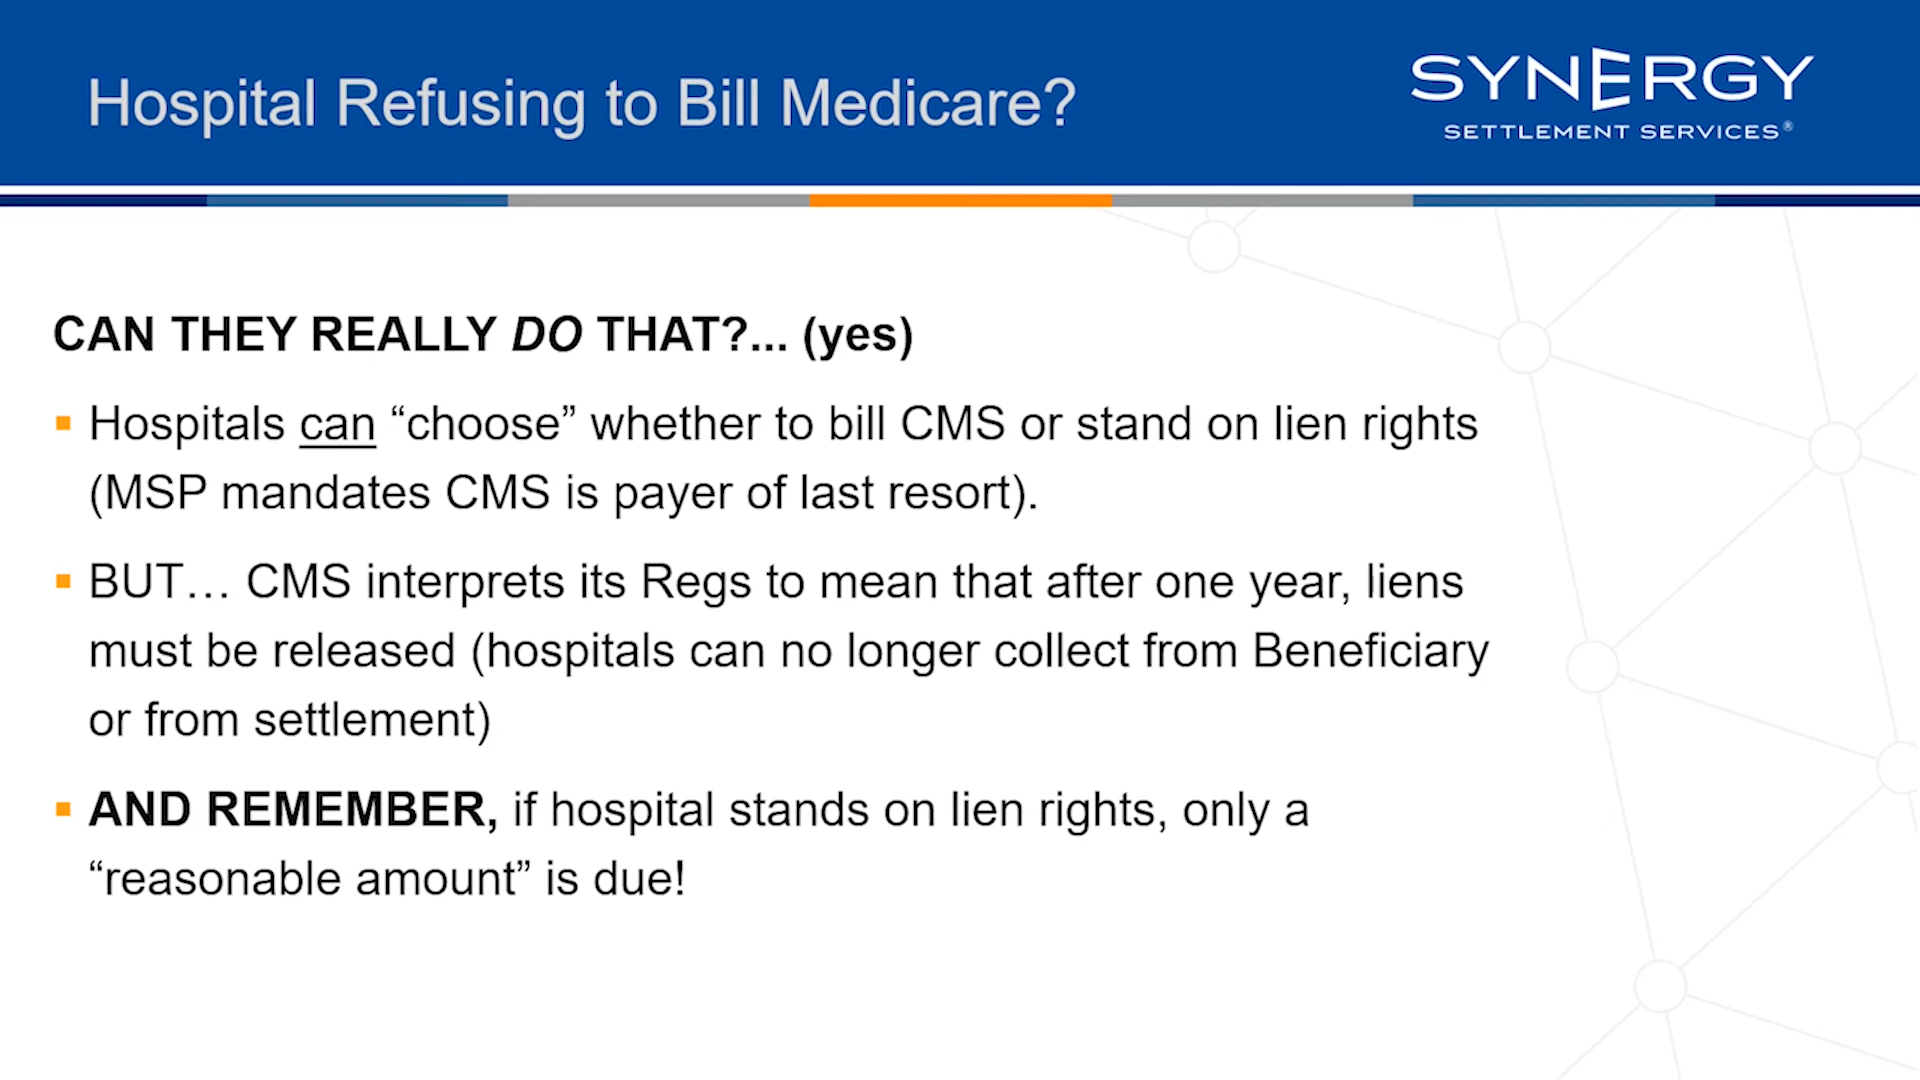 Hospital Refusing to Bill Medicare?
SYNERGY
SETTLEMENT SERVICES®
CAN THEY REALLY DO THAT?... (yes)
▪ Hospitals can “choose” whether to bill CMS or stand on lien rights
(MSP mandates CMS is payer of last resort).
▪ BUT… CMS interprets its Regs to mean that after one year, liens
must be released (hospitals can no longer collect from Beneficiary
or from settlement)
▪ AND REMEMBER, if hospital stands on lien rights, only a
“reasonable amount” is due!